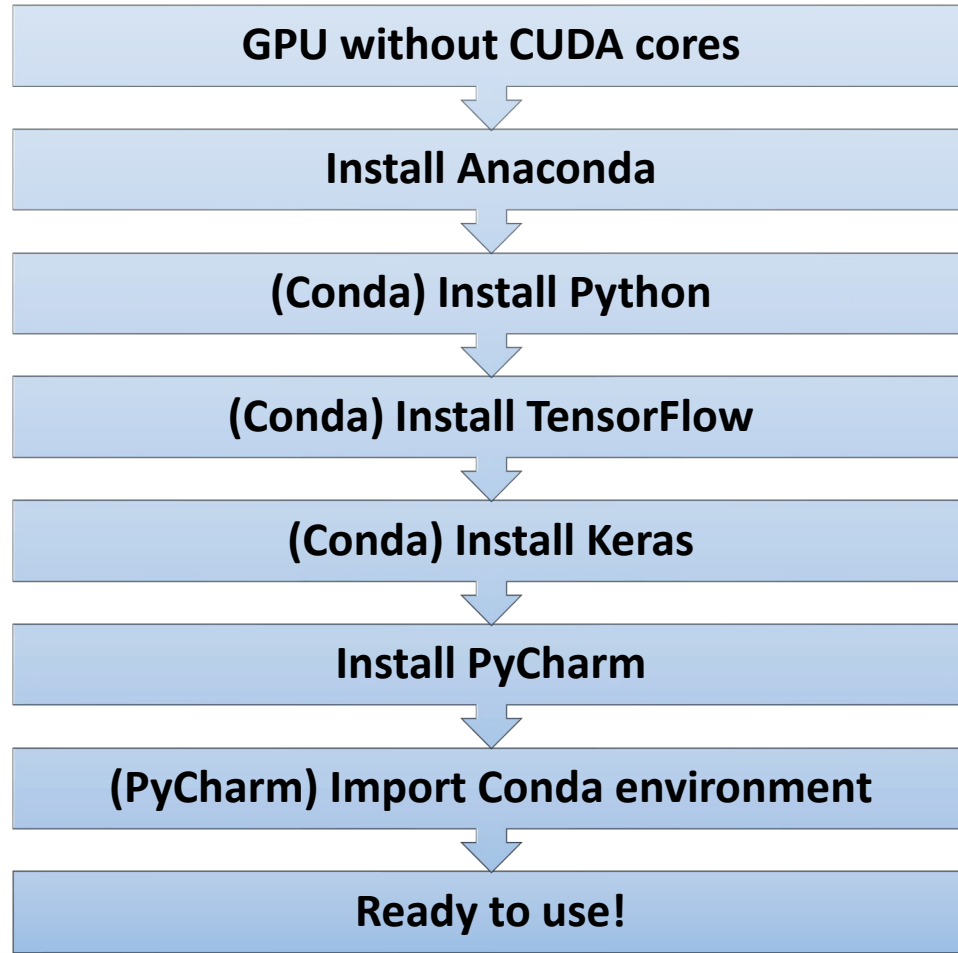 GPU without CUDA cores
Install Anaconda
(Conda) Install Python
(Conda) Install TensorFlow
(Conda) Install Keras
Install PyCharm
(PyCharm) Import Conda environment
Ready to use!